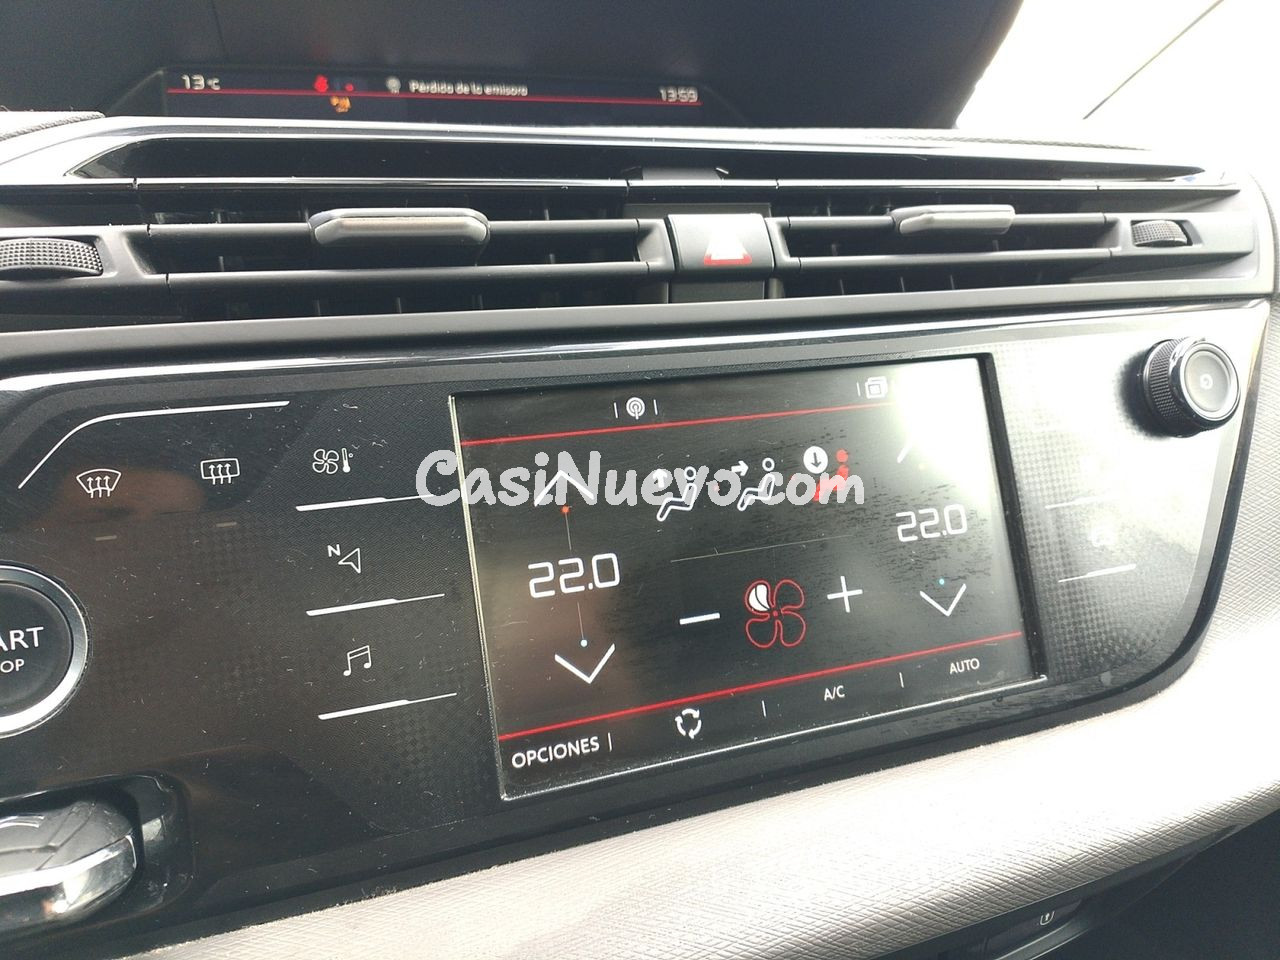 13°C
Pérdida de la emisora
13:59
CasiNuevo.com
22.0
22.0
N
ART
OP
A/C
AUTO
OPCIONES